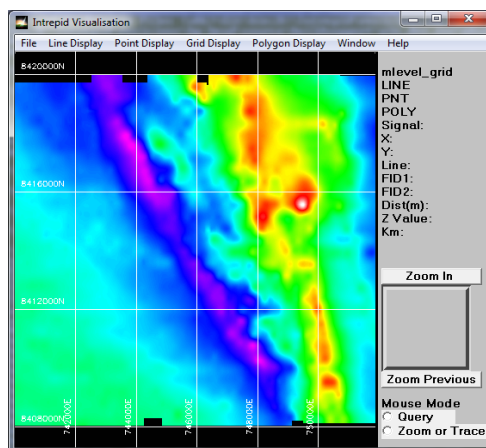 Intrepid Visualisation
File Line Display Point Display Grid Display Polygon Display Window Help
8420000N
8416000N
8412000N
8408000N
742000E 744000E 746000E 748000E 750000E
mlevel_grid
LINE
PNT
POLY
Signal:
X:
Y:
Line:
FID1:
FID2:
Dist(m):
Z Value:
Km:
Zoom In
Zoom Previous
Mouse Mode
Query
Zoom or Trace